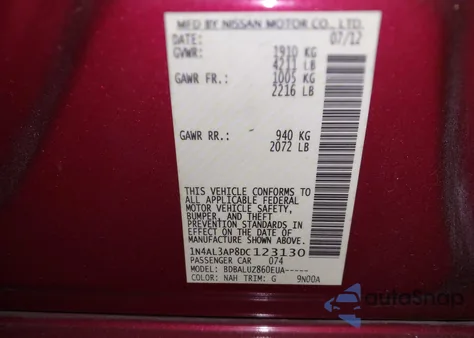 MFD BY NISSAN MOTOR CO., LTD.
DATE: 07/12
GVWR: 1910 KG
4211 LB
GAWR FR.: 1005 KG
2216 LB
GAWR RR.: 940 KG
2072 LB
THIS VEHICLE CONFORMS TO
ALL APPLICABLE FEDERAL
MOTOR VEHICLE SAFETY,
BUMPER, AND THEFT
PREVENTION STANDARDS
IN EFFECT ON THE DATE OF
MANUFACTURE SHOWN ABOVE.
1N4AL3AP8DC123130
PASSENGER CAR 074
MODEL: BDBALUZ860EUA-----
COLOR: NAH TRIM: G 9N00A
autoSnap